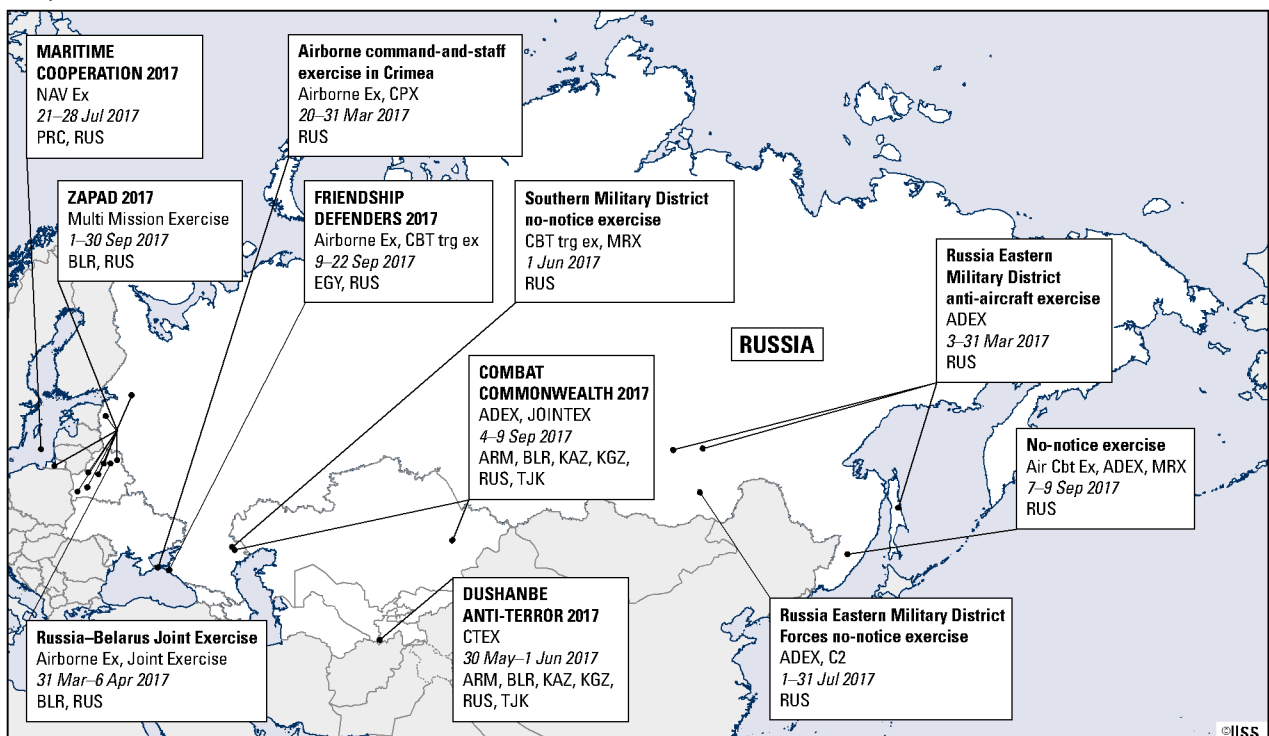 MARITIME
COOPERATION 2017
NAV Ex
21–28 Jul 2017
PRC, RUS
Airborne command-and-staff
exercise in Crimea
Airborne Ex, CPX
20–31 Mar 2017
RUS
ZAPAD 2017
Multi Mission Exercise
1–30 Sep 2017
BLR, RUS
FRIENDSHIP
DEFENDERS 2017
Airborne Ex, CBT trg ex
9–22 Sep 2017
EGY, RUS
Southern Military District
no-notice exercise
CBT trg ex, MRX
1 Jun 2017
RUS
Russia Eastern
Military District
anti-aircraft exercise
ADEX
3–31 Mar 2017
RUS
RUSSIA
COMBAT
COMMONWEALTH 2017
ADEX, JOINTEX
4–9 Sep 2017
ARM, BLR, KAZ, KGZ,
RUS, TJK
No-notice exercise
Air Cbt Ex, ADEX, MRX
7–9 Sep 2017
RUS
Russia–Belarus Joint Exercise
Airborne Ex, Joint Exercise
31 Mar–6 Apr 2017
BLR, RUS
DUSHANBE
ANTI-TERROR 2017
CTEX
30 May–1 Jun 2017
ARM, BLR, KAZ, KGZ,
RUS, TJK
Russia Eastern Military District
Forces no-notice exercise
ADEX, C2
1–31 Jul 2017
RUS
©IISS